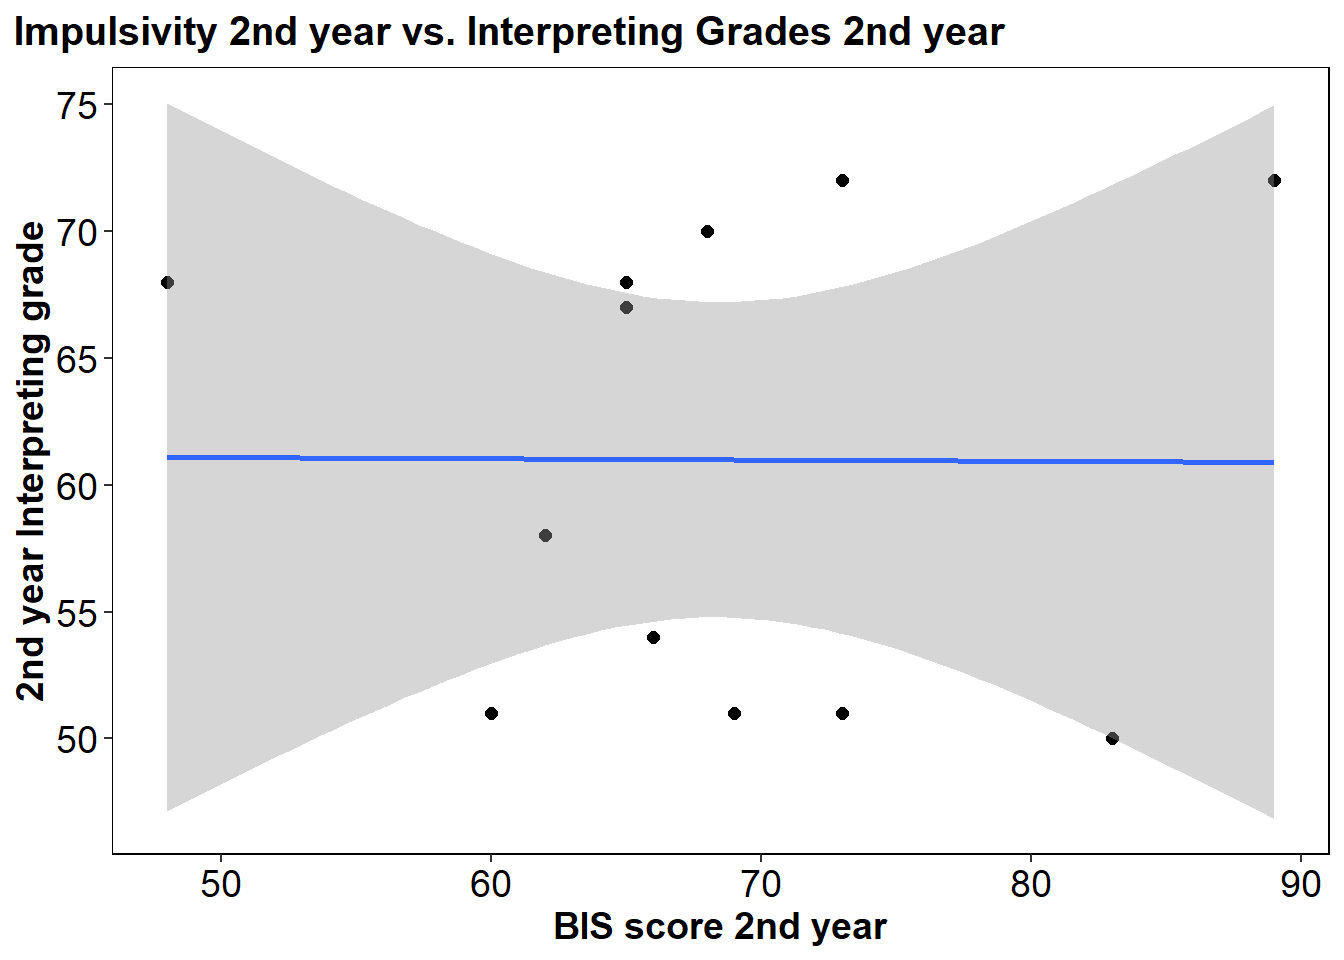 Impulsivity 2nd year vs. Interpreting Grades 2nd year
2nd year Interpreting grade
75
70
65
60
55
50
50 60 70 80 90
BIS score 2nd year